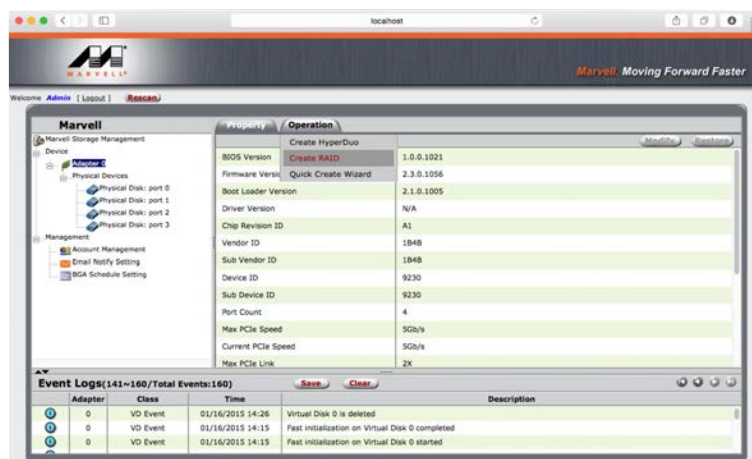 localhost
MARVELL
Marvell. Moving Forward Faster
Welcome Admin [ Logout ] Rescan
Marvell
Property Operation
Marvell Storage Management
Modify Restore
Device
Adapter 0
Physical Devices
Physical Disk: port 0
Physical Disk: port 1
Physical Disk: port 2
Physical Disk: port 3
Management
Account Management
Email Notify Setting
BGA Schedule Setting
Create HyperDuo
Create RAID
Quick Create Wizard
BIOS Version 1.0.0.1021
Firmware Versio 2.3.0.1056
Boot Loader Version 2.1.0.1005
Driver Version N/A
Chip Revision ID A1
Vendor ID 1B4B
Sub Vendor ID 1B4B
Device ID 9230
Sub Device ID 9230
Port Count 4
Max PCIe Speed 5Gb/s
Current PCIe Speed 5Gb/s
Max PCIe Link 2X
Event Logs(141~160/Total Events:160) Save Clear
Adapter Class Time Description
0 VD Event 01/16/2015 14:26 Virtual Disk 0 is deleted
0 VD Event 01/16/2015 14:15 Fast initialization on Virtual Disk 0 completed
0 VD Event 01/16/2015 14:15 Fast initialization on Virtual Disk 0 started